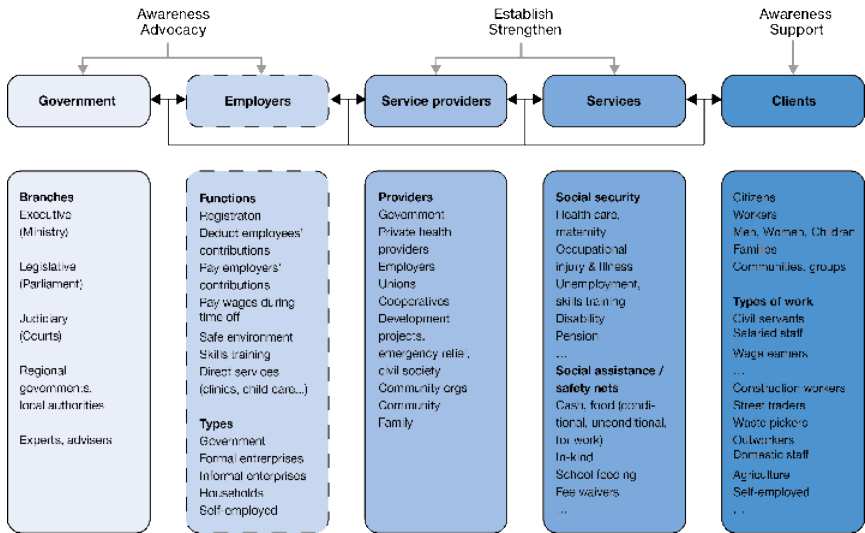 Awareness
Advocacy
Establish
Strengthen
Awareness
Support
Government
Employers
Service providers
Services
Clients
Branches
Executive
(Ministry)
Legislative
(Parliament)
Judiciary
(Courts)
Regional
governments,
local authorities
Experts, advisers
Functions
Registration
Deduct employees'
contributions
Pay employers'
contributions
Pay wages during
time off
Safe environment
Skills training
Direct services
(clinics, child care...)
Types
Government
Formal entrerprises
Informal enterprises
Households
Self-employed
Providers
Government
Private health
providers
Employers
Unions
Cooperatives
Development
projects,
emergency relief,
civil society
Community orgs
Community
Family
Social security
Health care,
maternity
Occupational
injury & Illness
Unemployment,
skills training
Disability
Pension
...
Social assistance /
safety nets
Cash, food (condi-
tional, unconditional,
for work)
In-kind
School feeding
Fee waivers
...
Citizens
Workers
Men, Women, Children
Families
Communities, groups
Types of work
Civil servants
Salaried staff
Wage earners
...
Construction workers
Street traders
Waste pickers
Outworkers
Domestic staff
Agriculture
Self-employed
...